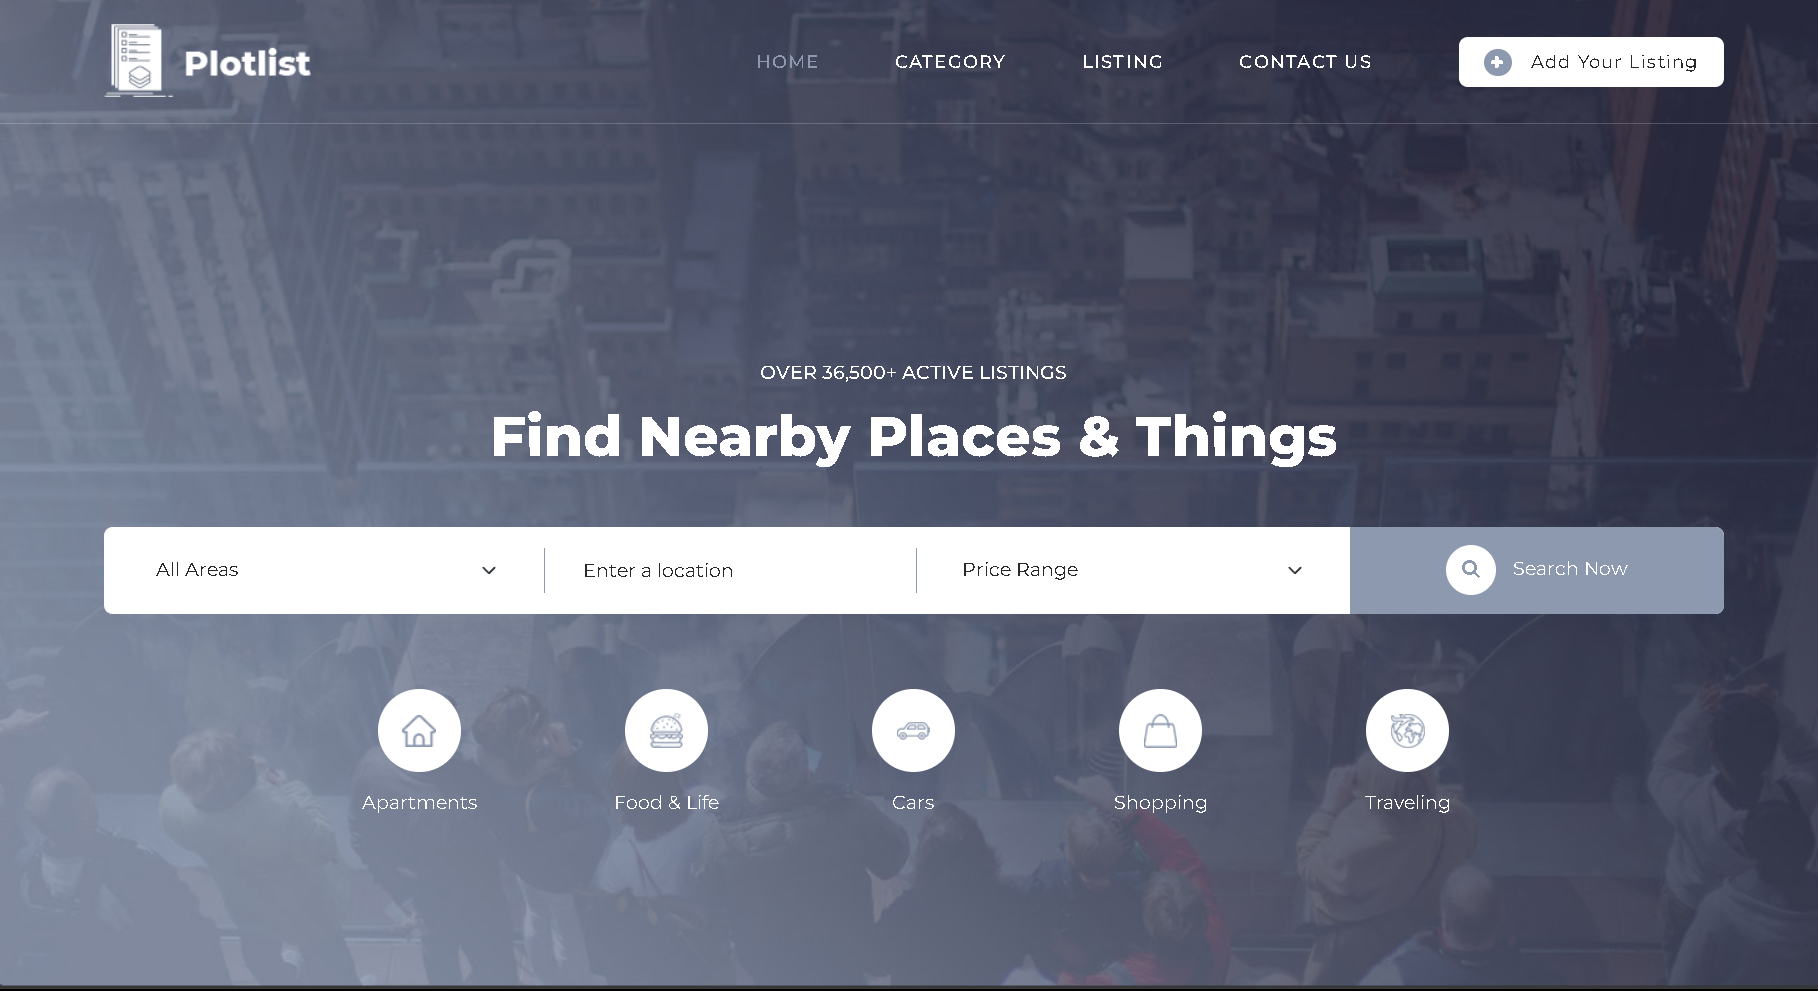 Plotlist
HOME
CATEGORY
LISTING
CONTACT US
Add Your Listing
OVER 36,500+ ACTIVE LISTINGS
Find Nearby Places & Things
All Areas
Enter a location
Price Range
Search Now
Apartments
Food & Life
Cars
Shopping
Traveling